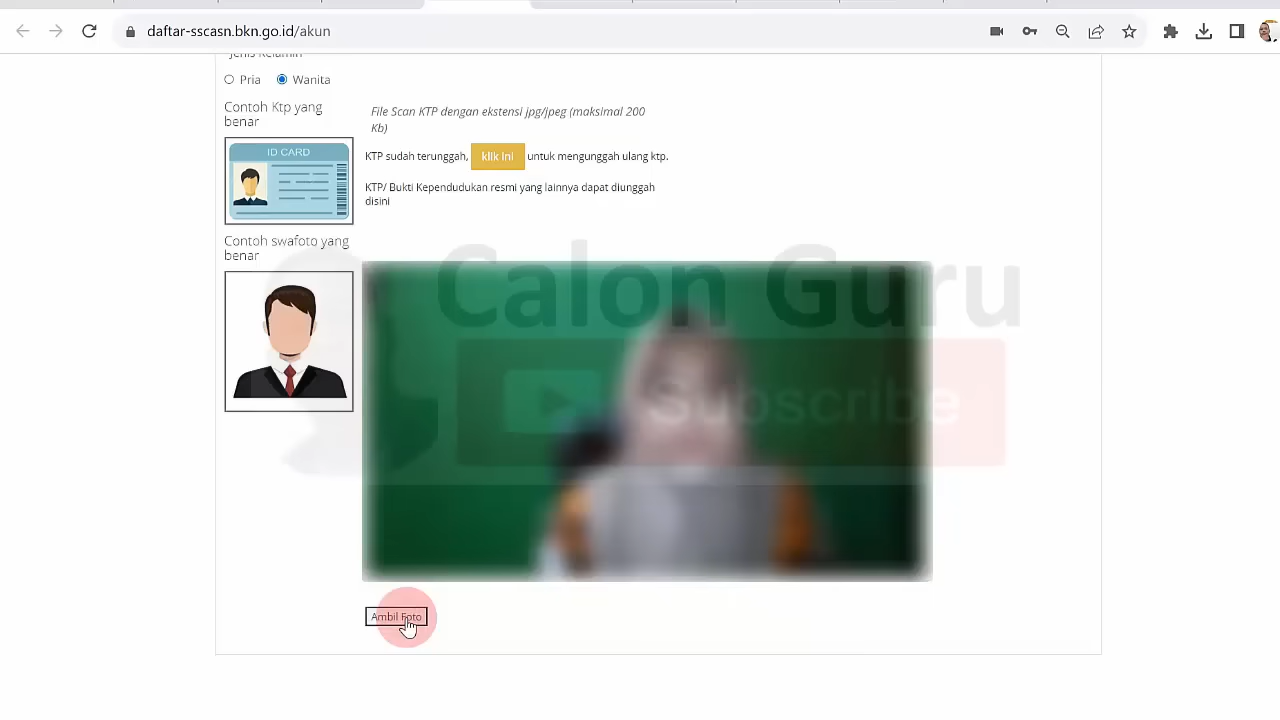 daftar-sscasn.bkn.go.id/akun
Jenis Kelamin
Pria Wanita
Contoh Ktp yang
benar
File Scan KTP dengan ekstensi jpg/jpeg (maksimal 200
Kb)
ID CARD
KTP sudah terunggah, klik ini untuk mengunggah ulang ktp.
KTP/ Bukti Kependudukan resmi yang lainnya dapat diunggah
disini
Contoh swafoto yang
benar
Calon Guru
Subscribe
Ambil Foto